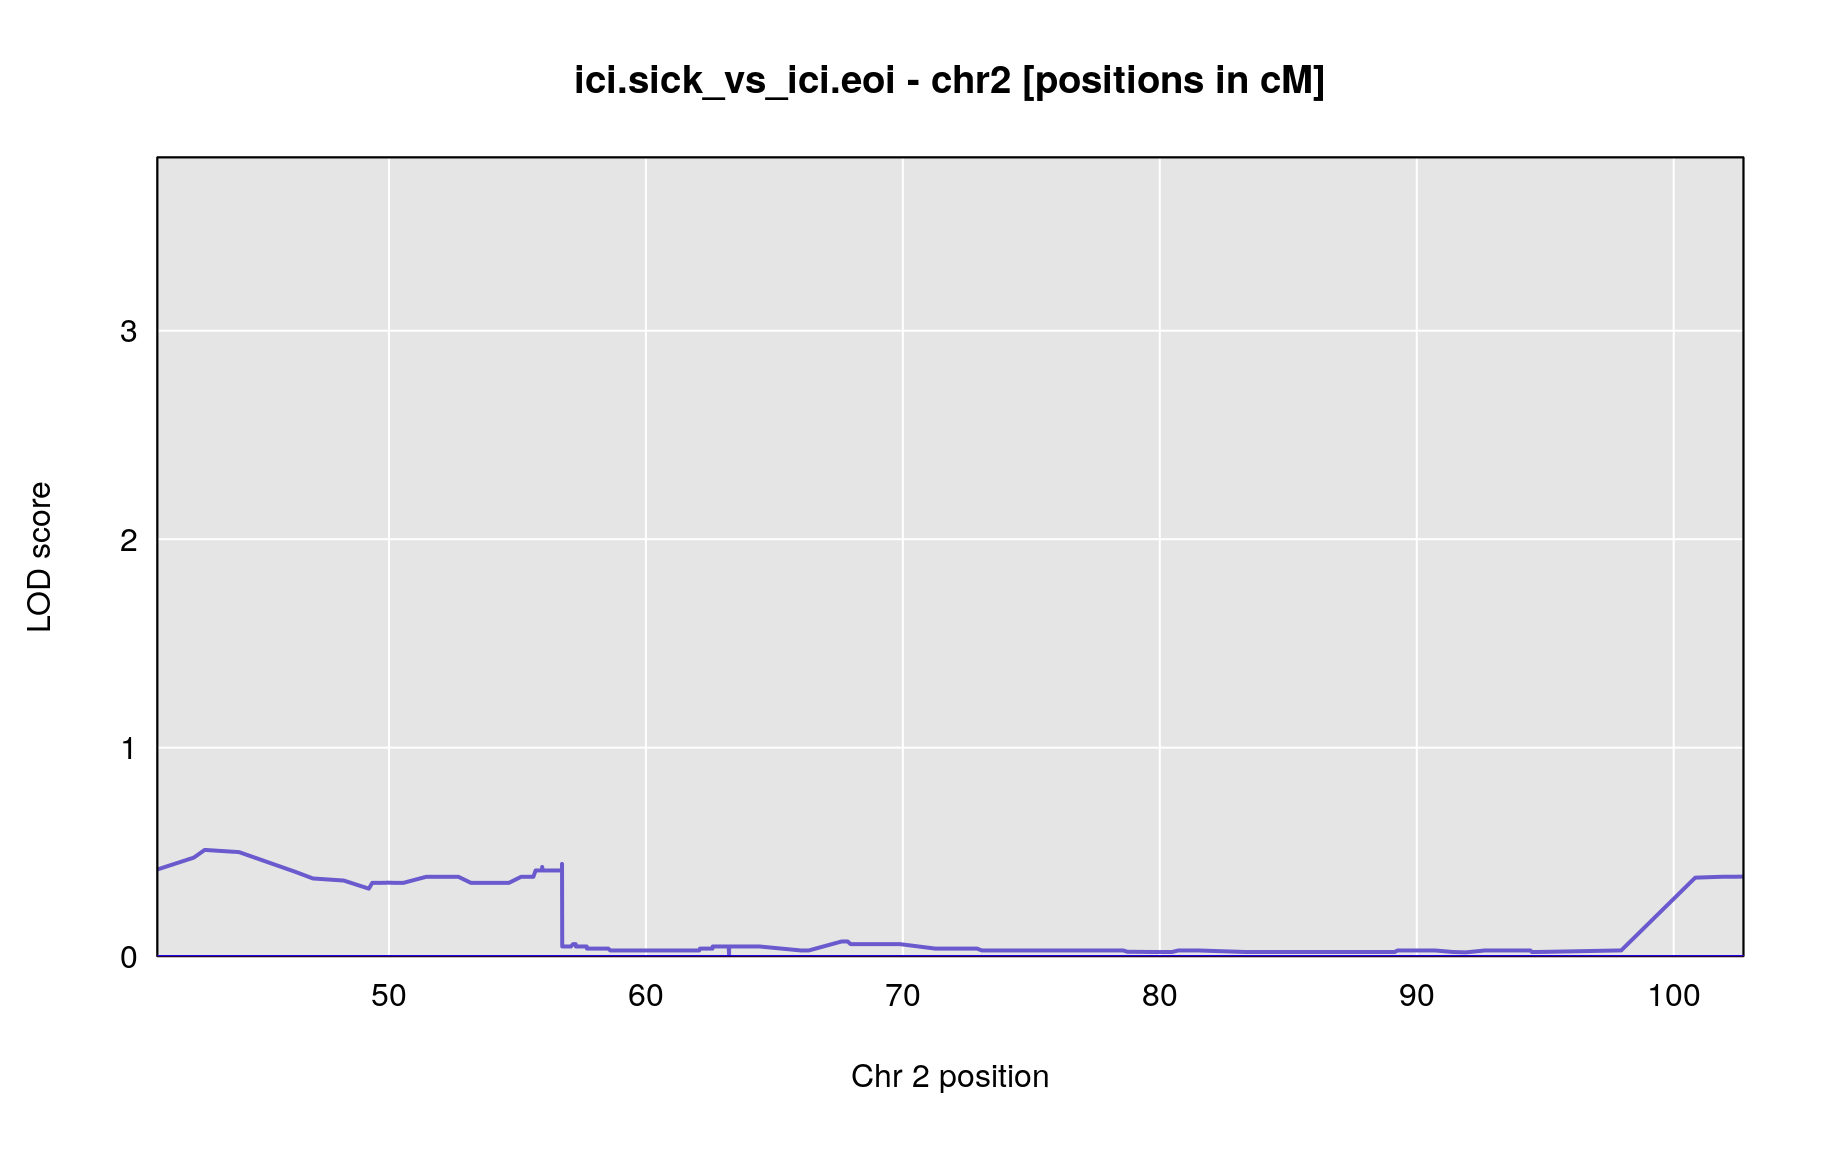 ici.sick_vs_ici.eoi - chr2 [positions in cM]
3
2
1
0
LOD score
50 60 70 80 90 100
Chr 2 position